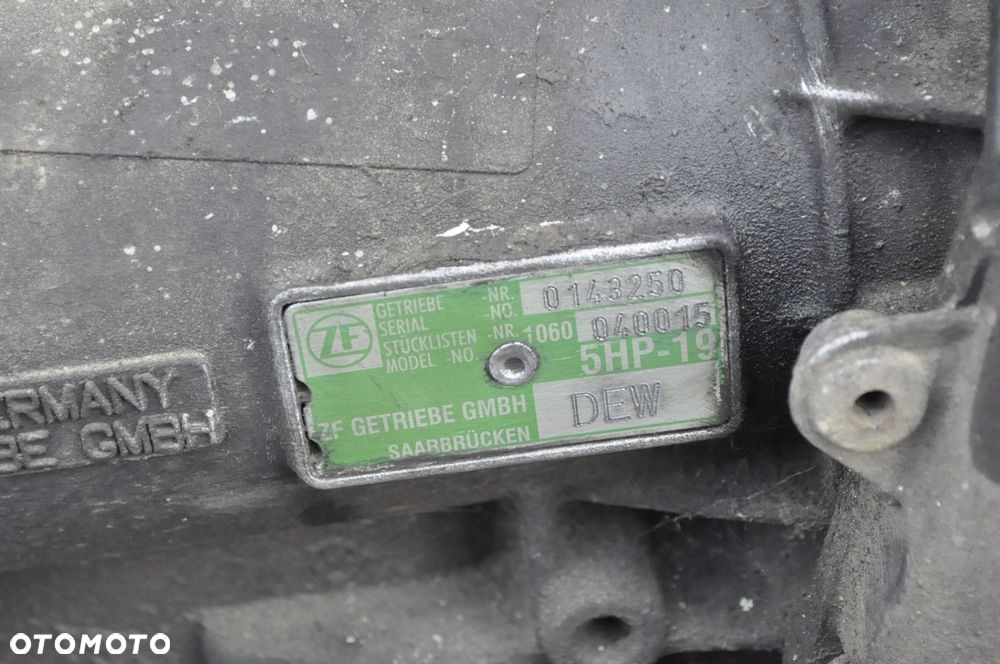 GETRIEBE -NR. 0143250
SERIAL -NO.
STÜCKLISTEN -NR. 1060 040015
MODEL -NO.
ZF
5HP-19
ZF GETRIEBE GMBH DEW
SAABRÜCKEN
ERMANY
BE GMBH
OTOMOTO